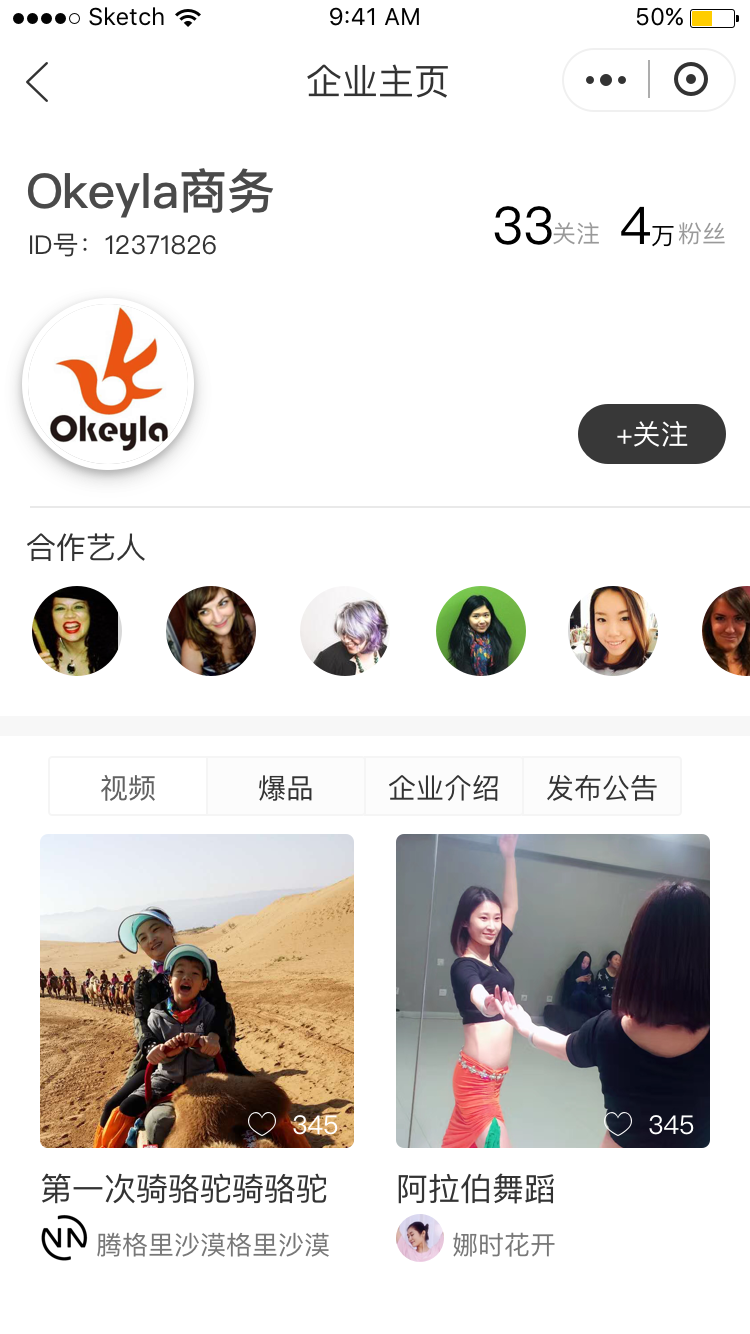 Sketch 9:41 AM 50%
企业主页
Okeyla商务
ID号：12371826
33关注 4万粉丝
Okeyla
+关注
合作艺人
视频 爆品 企业介绍 发布公告
345 345
第一次骑骆驼骑骆驼 阿拉伯舞蹈
腾格里沙漠格里沙漠 娜时花开